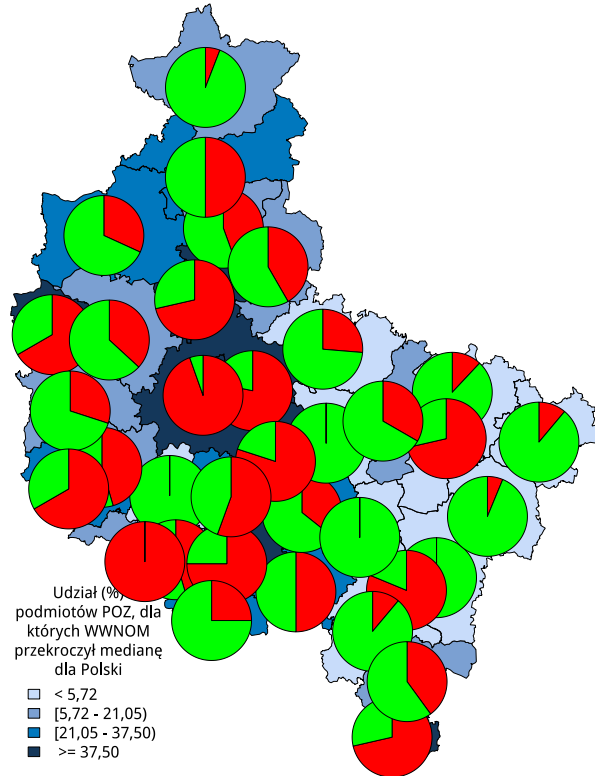 Udział (%)
podmiotów POZ, dla
których WWNOM
przekroczył medianę
dla Polski
< 5,72
[5,72 - 21,05)
[21,05 - 37,50)
>= 37,50